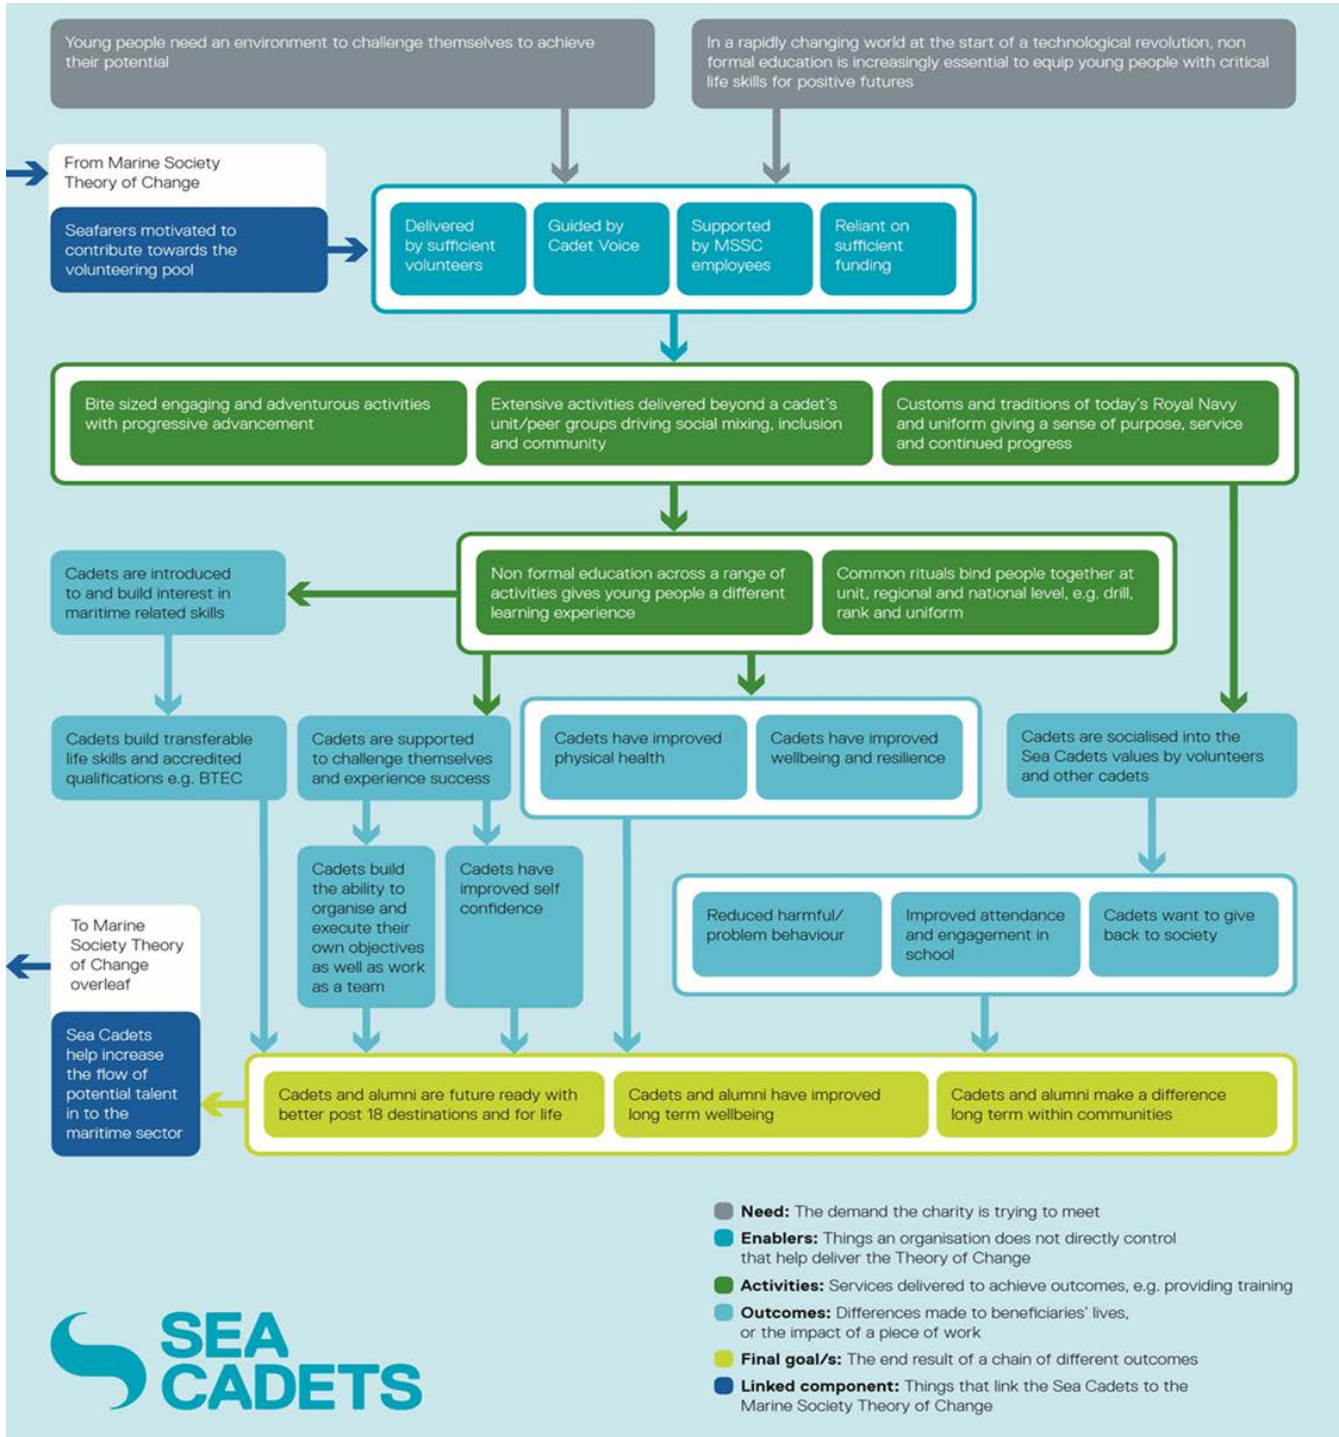 Young people need an environment to challenge themselves to achieve
their potential
In a rapidly changing world at the start of a technological revolution, non
formal education is increasingly essential to equip young people with critical
life skills for positive futures
From Marine Society
Theory of Change
Seafarers motivated to
contribute towards the
volunteering pool
Delivered
by sufficient
volunteers
Guided by
Cadet Voice
Supported
by MSSC
employees
Reliant on
sufficient
funding
Bite sized engaging and adventurous activities
with progressive advancement
Extensive activities delivered beyond a cadet's
unit/peer groups driving social mixing, inclusion
and community
Customs and traditions of today's Royal Navy
and uniform giving a sense of purpose, service
and continued progress
Cadets are introduced
to and build interest in
maritime related skills
Non formal education across a range of
activities gives young people a different
learning experience
Common rituals bind people together at
unit, regional and national level, e.g. drill,
rank and uniform
Cadets build transferable
life skills and accredited
qualifications e.g. BTEC
Cadets are supported
to challenge themselves
and experience success
Cadets have improved
physical health
Cadets have improved
wellbeing and resilience
Cadets are socialised into the
Sea Cadets values by volunteers
and other cadets
Cadets build
the ability to
organise and
execute their
own objectives
as well as work
as a team
Cadets have
improved self
confidence
Reduced harmful/
problem behaviour
Improved attendance
and engagement in
school
Cadets want to give
back to society
To Marine
Society Theory
of Change
overleaf
Sea Cadets
help increase
the flow of
potential talent
in to the
maritime sector
Cadets and alumni are future ready with
better post 18 destinations and for life
Cadets and alumni have improved
long term wellbeing
Cadets and alumni make a difference
long term within communities
Need: The demand the charity is trying to meet
Enablers: Things an organisation does not directly control
that help deliver the Theory of Change
Activities: Services delivered to achieve outcomes, e.g. providing training
Outcomes: Differences made to beneficiaries' lives,
or the impact of a piece of work
Final goal/s: The end result of a chain of different outcomes
Linked component: Things that link the Sea Cadets to the
Marine Society Theory of Change
SEA
CADETS